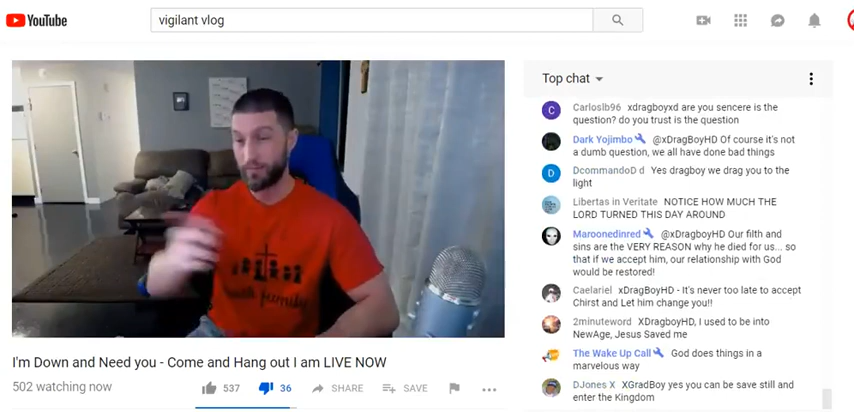 YouTube
vigilant vlog
family
I'm Down and Need you - Come and Hang out I am LIVE NOW
502 watching now
537
36
SHARE
SAVE
Top chat
C
Carloslb96 xdragboyxd are you sencere is the
question? do you trust is the question
Dark Yojimbo @xDragBoyHD Of course it's not
a dumb question, we all have done bad things
D
DcommandoD d Yes dragboy we drag you to the
light
Libertas in Veritate NOTICE HOW MUCH THE
LORD TURNED THIS DAY AROUND
Maroonedinred @xDragBoyHD Our filth and
sins are the VERY REASON why he died for us... so
that if we accept him, our relationship with God
would be restored!
Caelariel xDragBoyHD - It's never too late to accept
Chirst and Let him change you!!
2minuteword XDragboyHD, I used to be into
NewAge, Jesus Saved me
The Wake Up Call God does things in a
marvelous way
DJones X XGradBoy yes you can be save still and
enter the Kingdom